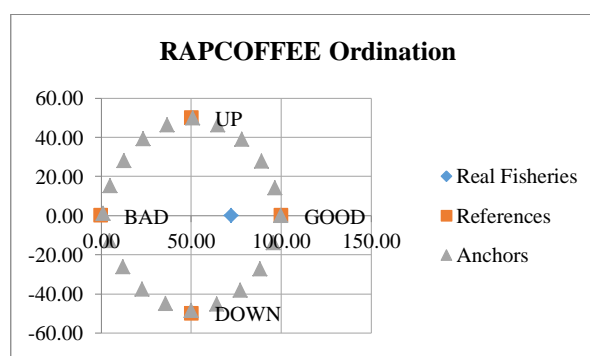 RAPCOFFEE Ordination
60.00
UP
40.00
20.00
0.00
BAD
GOOD
0.00 50.00 100.00 150.00
-20.00
-40.00
DOWN
-60.00
Real Fisheries
References
Anchors